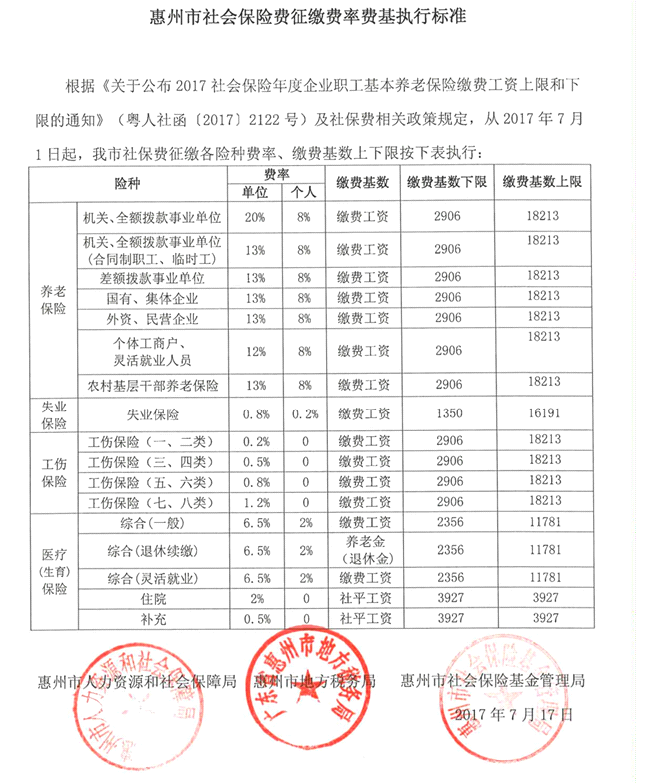 惠州市社会保险费征缴费率费基执行标准
根据《关于公布2017社会保险年度企业职工基本养老保险缴费工资上限和下
限的通知》（粤人社函〔2017〕2122号）及社保费相关政策规定，从2017年7月
1日起，我市社保费征缴各险种费率、缴费基数上下限按下表执行：
险种 费率 缴费基数 缴费基数下限 缴费基数上限
单位 个人
养老保险
机关、全额拨款事业单位 20% 8% 缴费工资 2906 18213
机关、全额拨款事业单位
(合同制职工、临时工) 13% 8% 缴费工资 2906 18213
差额拨款事业单位 13% 8% 缴费工资 2906 18213
国有、集体企业 13% 8% 缴费工资 2906 18213
外资、民营企业 13% 8% 缴费工资 2906 18213
个体工商户、
灵活就业人员 12% 8% 缴费工资 2906 18213
农村基层干部养老保险 13% 8% 缴费工资 2906 18213
失业保险
失业保险 0.8% 0.2% 缴费工资 1350 16191
工伤保险
工伤保险（一、二类） 0.2% 0 缴费工资 2906 18213
工伤保险（三、四类） 0.5% 0 缴费工资 2906 18213
工伤保险（五、六类） 0.8% 0 缴费工资 2906 18213
工伤保险（七、八类） 1.2% 0 缴费工资 2906 18213
医疗(生育)保险
综合(一般) 6.5% 2% 缴费工资 2356 11781
综合(退休续缴) 6.5% 2% 养老金（退休金） 2356 11781
综合(灵活就业) 6.5% 2% 缴费工资 2356 11781
住院 2% 0 社平工资 3927 3927
补充 0.5% 0 社平工资 3927 3927
惠州市人力资源和社会保障局 惠州市地方税务局 惠州市社会保险基金管理局
2017年7月17日
惠州市人力资源和社会保障局
广东省惠州市地方税务局
惠州市社会保险基金管理局